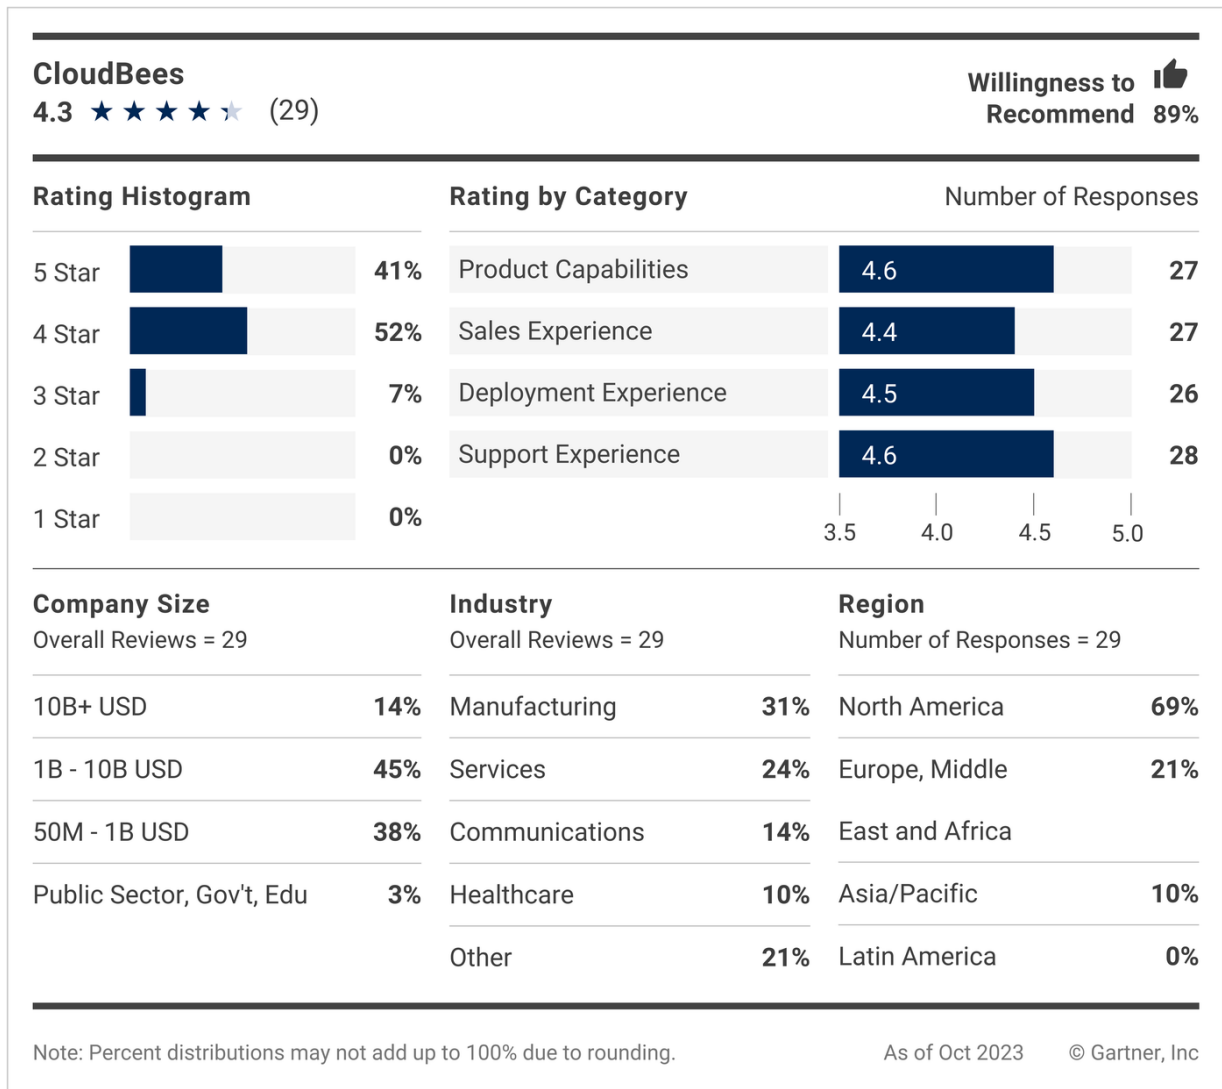 CloudBees
4.3 ★ ★ ★ ★ ★ (29)
Willingness to
Recommend 89%
Rating Histogram
5 Star 41%
4 Star 52%
3 Star 7%
2 Star 0%
1 Star 0%
Rating by Category Number of Responses
Product Capabilities 4.6 27
Sales Experience 4.4 27
Deployment Experience 4.5 26
Support Experience 4.6 28
3.5 4.0 4.5 5.0
Company Size
Overall Reviews = 29
10B+ USD 14%
1B - 10B USD 45%
50M - 1B USD 38%
Public Sector, Gov't, Edu 3%
Industry
Overall Reviews = 29
Manufacturing 31%
Services 24%
Communications 14%
Healthcare 10%
Other 21%
Region
Number of Responses = 29
North America 69%
Europe, Middle 21%
East and Africa
Asia/Pacific 10%
Latin America 0%
Note: Percent distributions may not add up to 100% due to rounding. As of Oct 2023 © Gartner, Inc